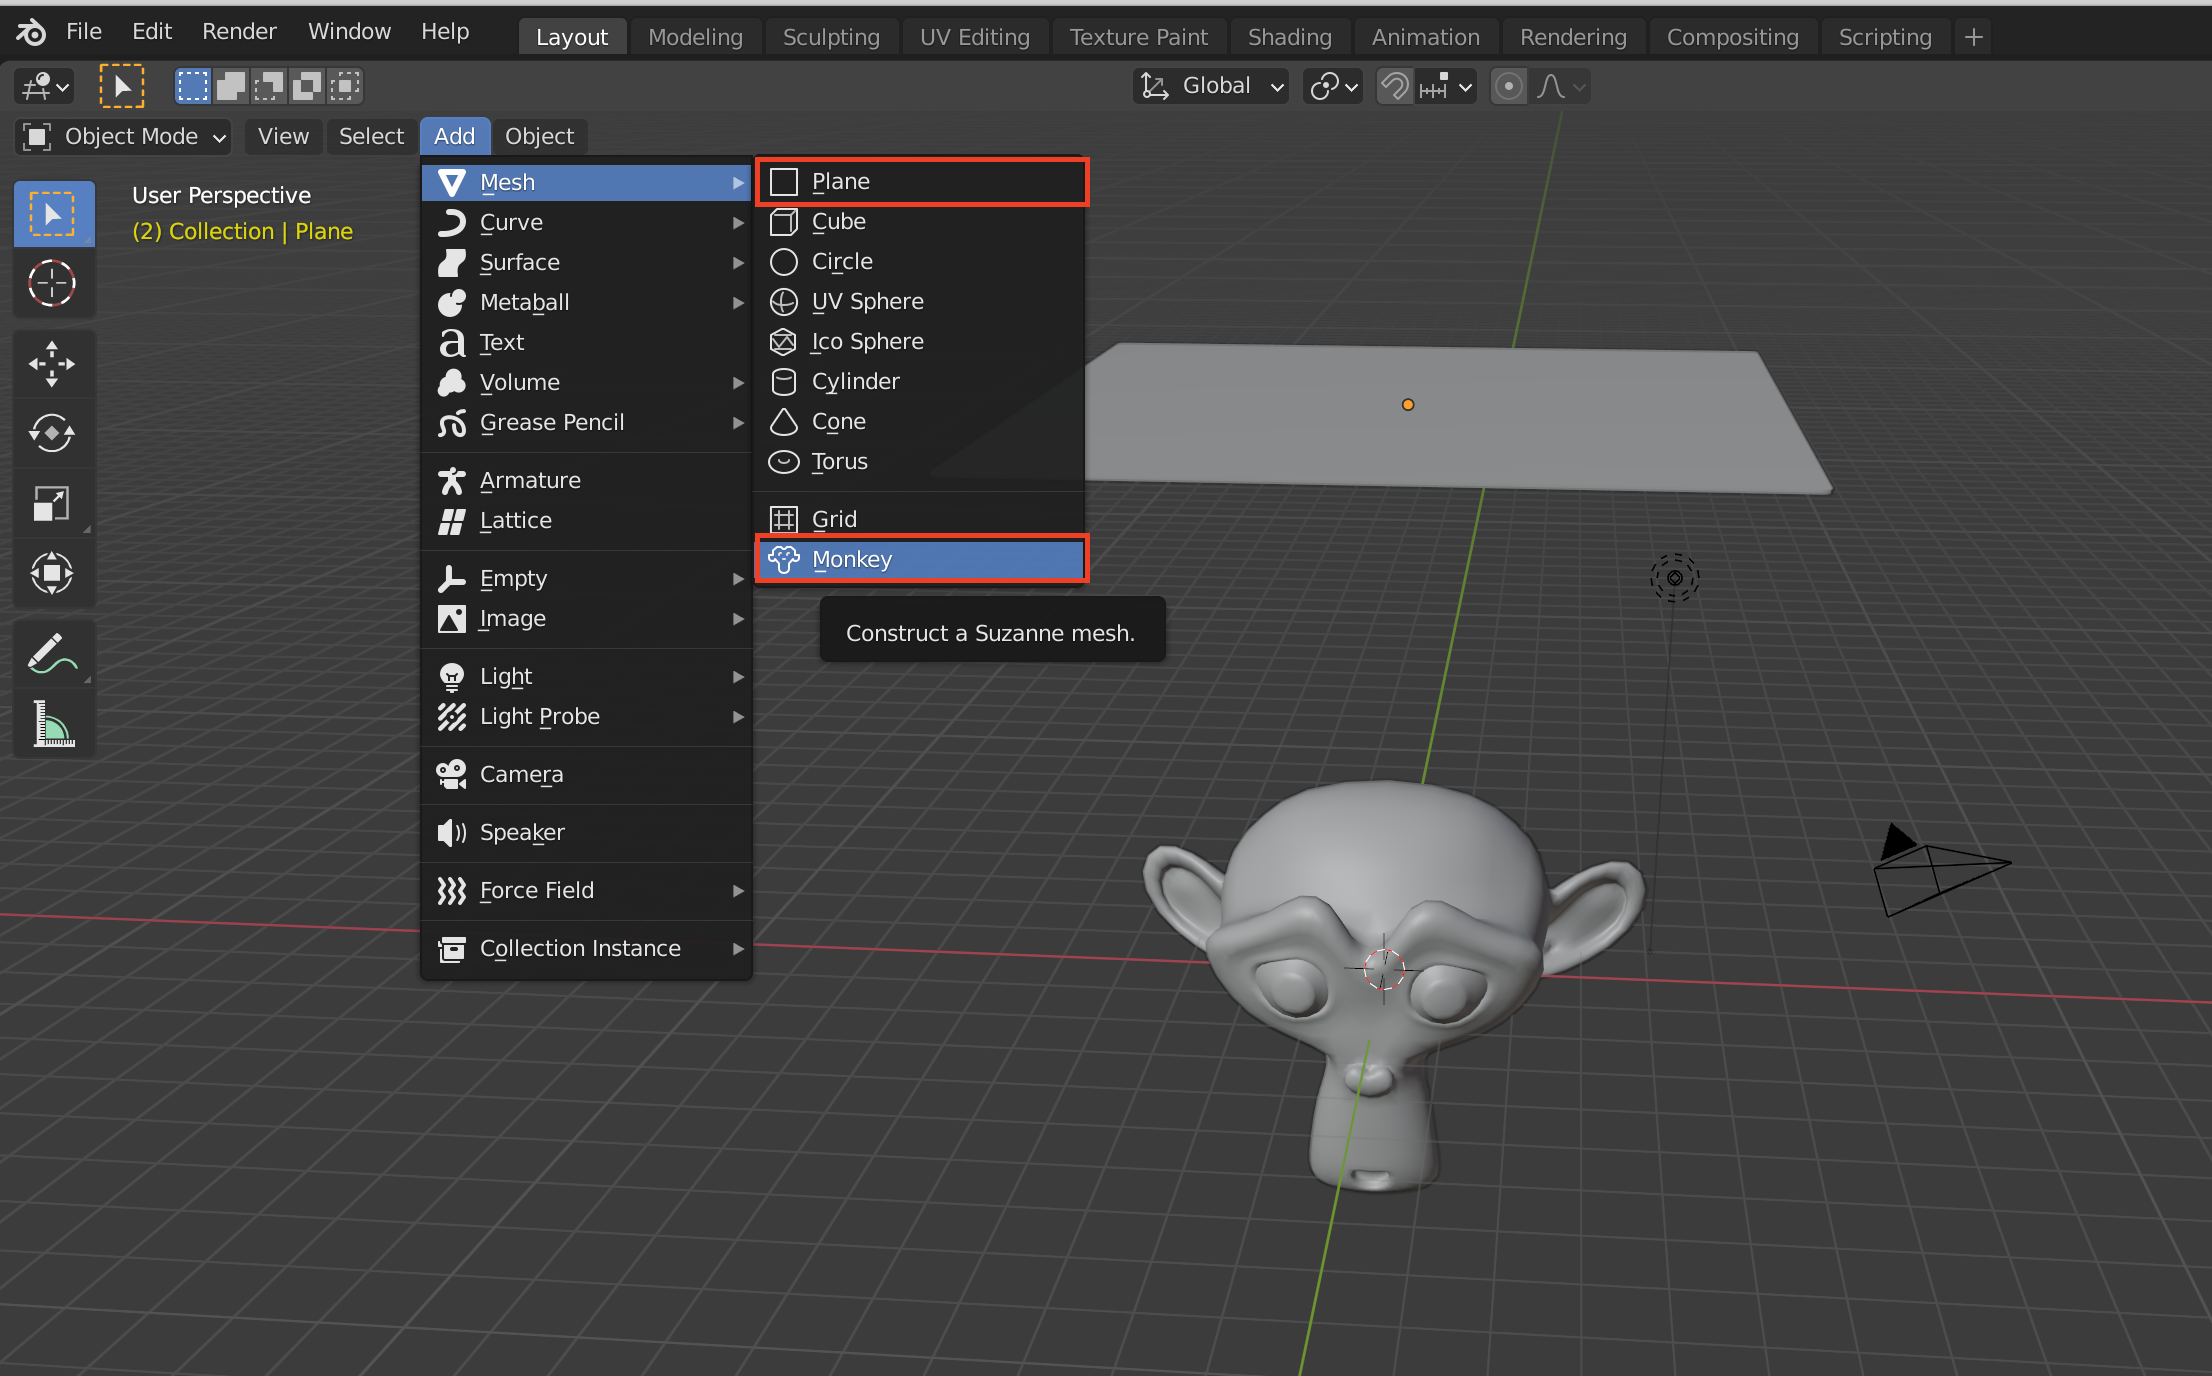 File Edit Render Window Help Layout Modeling Sculpting UV Editing Texture Paint Shading Animation Rendering Compositing Scripting +
Global
Object Mode View Select Add Object
User Perspective
(2) Collection | Plane
Mesh
Curve
Surface
Metaball
Text
Volume
Grease Pencil
Armature
Lattice
Empty
Image
Light
Light Probe
Camera
Speaker
Force Field
Collection Instance
Plane
Cube
Circle
UV Sphere
Ico Sphere
Cylinder
Cone
Torus
Grid
Monkey
Construct a Suzanne mesh.